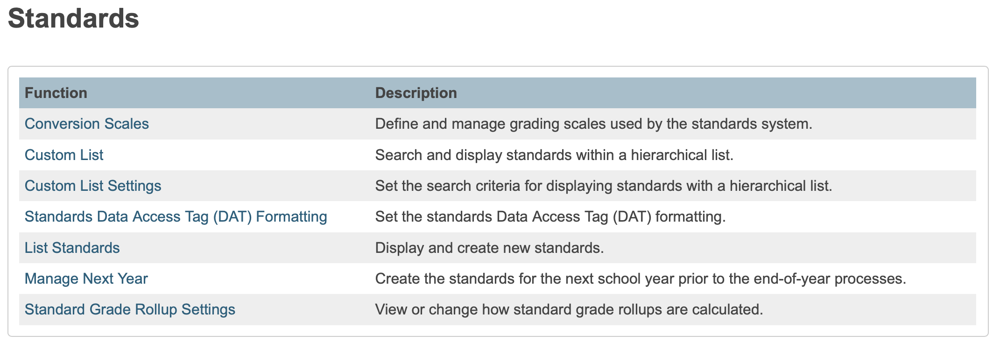 Standards
Function Description
Conversion Scales Define and manage grading scales used by the standards system.
Custom List Search and display standards within a hierarchical list.
Custom List Settings Set the search criteria for displaying standards with a hierarchical list.
Standards Data Access Tag (DAT) Formatting Set the standards Data Access Tag (DAT) formatting.
List Standards Display and create new standards.
Manage Next Year Create the standards for the next school year prior to the end-of-year processes.
Standard Grade Rollup Settings View or change how standard grade rollups are calculated.